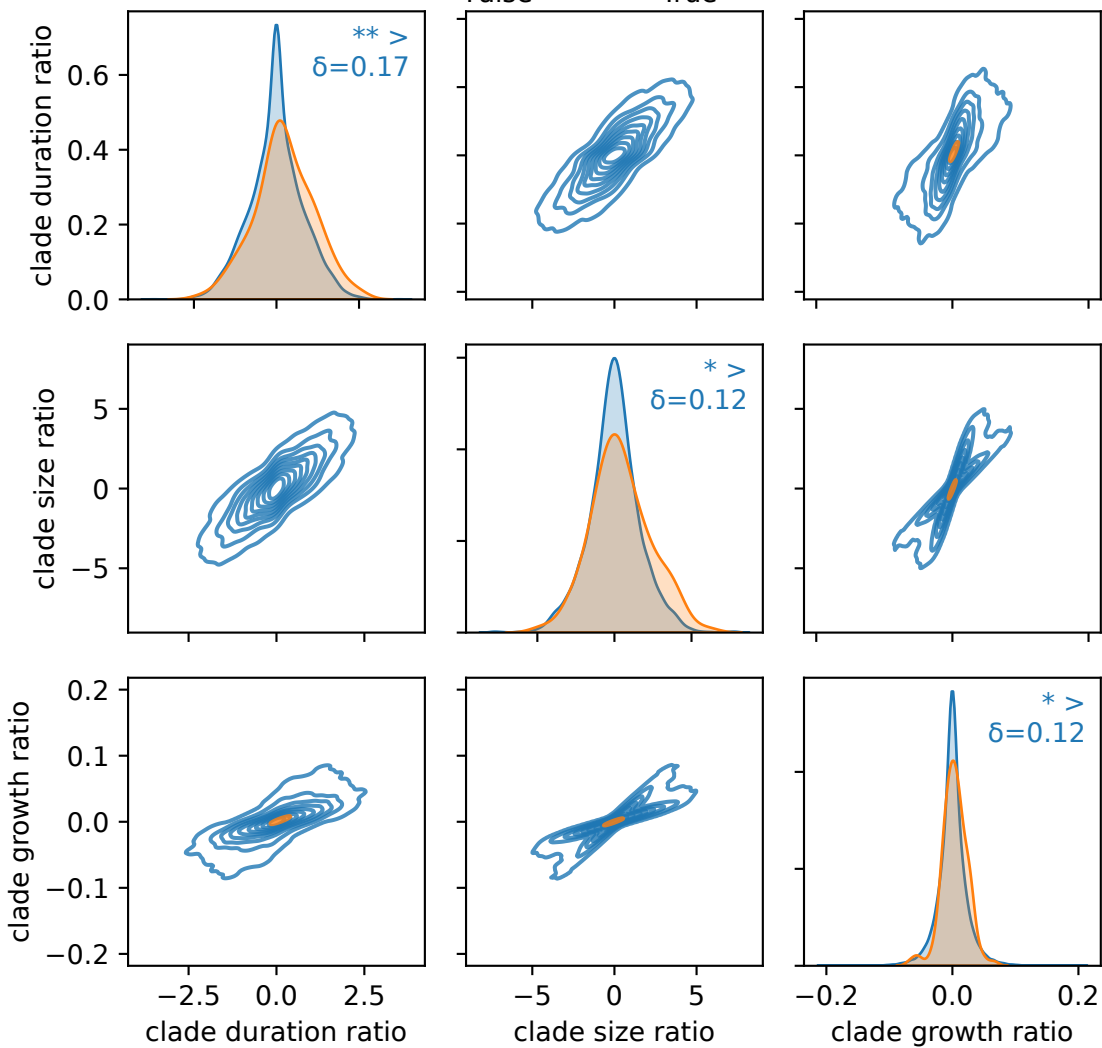 False True
clade duration ratio
0.6
0.4
0.2
0.0
** >
δ=0.17
clade size ratio
5
0
−5
* >
δ=0.12
clade growth ratio
0.2
0.1
0.0
−0.1
−0.2
* >
δ=0.12
−2.5 0.0 2.5
−5 0 5
−0.2 0.0 0.2
clade duration ratio
clade size ratio
clade growth ratio